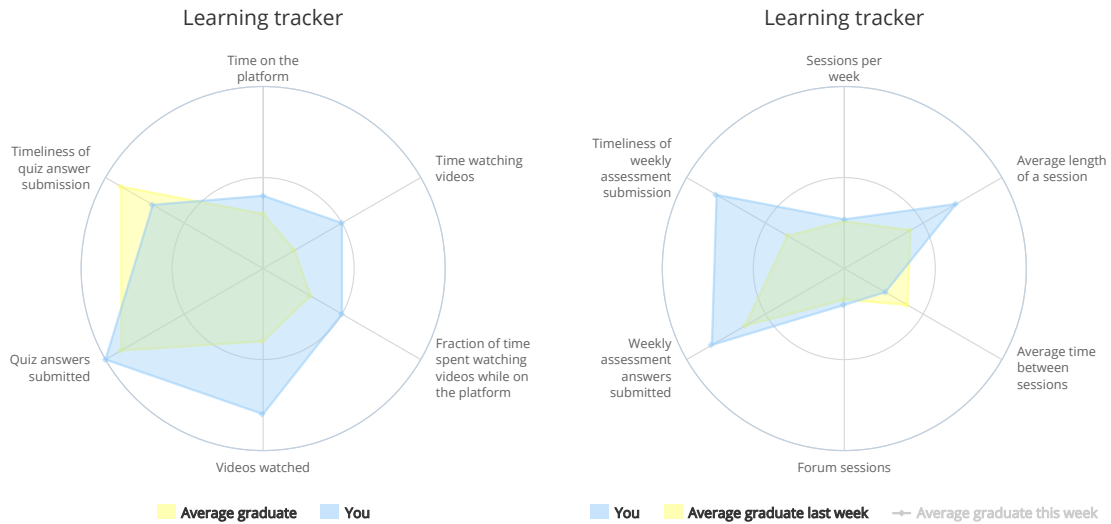 Learning tracker
Time on the
platform
Time watching
videos
Fraction of time
spent watching
videos while on
the platform
Videos watched
Quiz answers
submitted
Timeliness of
quiz answer
submission
Average graduate
You
Learning tracker
Sessions per
week
Average length
of a session
Average time
between
sessions
Forum sessions
Weekly
assessment
answers
submitted
Timeliness of
weekly
assessment
submission
You
Average graduate last week
Average graduate this week